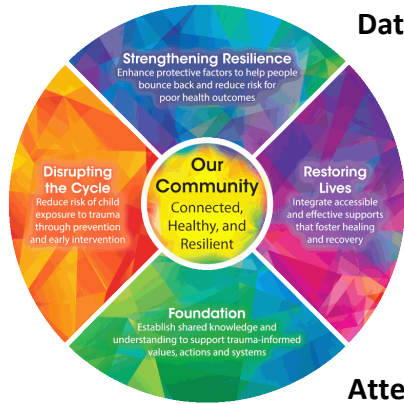 Dat
Strengthening Resilience
Enhance protective factors to help people
bounce back and reduce risk for
poor health outcomes
Disrupting
the Cycle
Reduce risk of child
exposure to trauma
through prevention
and early intervention
Our
Community
Connected,
Healthy, and
Resilient
Restoring
Lives
Integrate accessible
and effective supports
that foster healing
and recovery
Foundation
Establish shared knowledge and
understanding to support trauma-informed
values, actions and systems
Atte